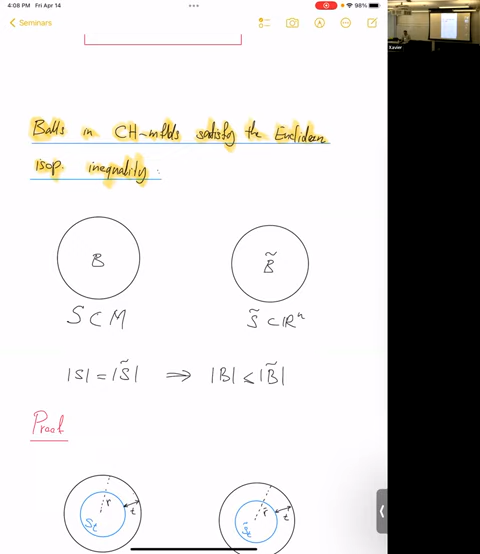 4:08 PM Fri Apr 14
98%
Seminars
Xavier
Balls in CH-mflds satisfy the Euclidean
isop. inequality.
B
B̃
S ⊂ M
S̃ ⊂ ℝⁿ
|S| = |S̃| ⟹ |B| ≤ |B̃|
Proof
r
t
S_t
r̃
t
S̃_t